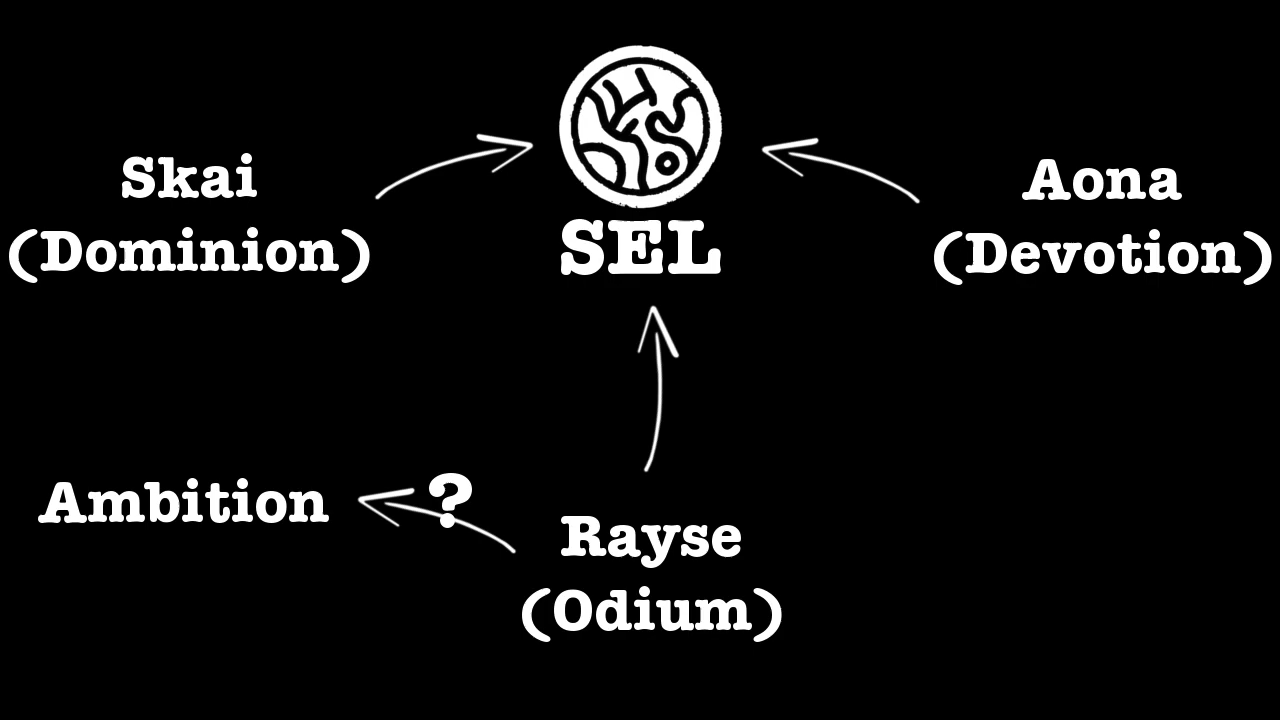 Skai
(Dominion)
SEL
Aona
(Devotion)
Ambition
?
Rayse
(Odium)